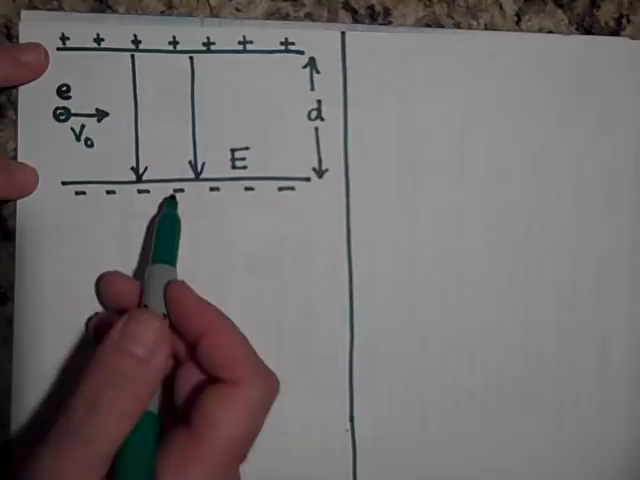 + + + + + + +
e
- v₀
d
E
- - - - - - -